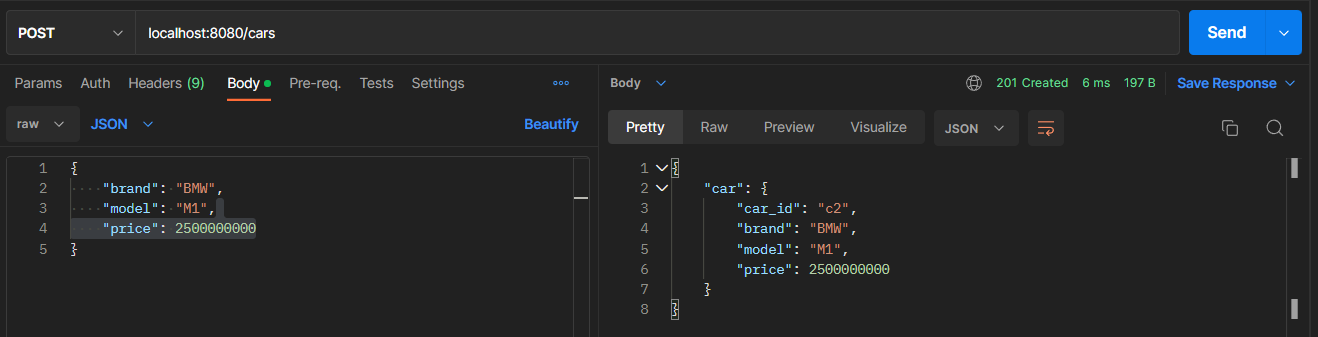 POST localhost:8080/cars Send
Params Auth Headers (9) Body Pre-req. Tests Settings
raw JSON Beautify
1 {
2 "brand": "BMW",
3 "model": "M1",
4 "price": 2500000000
5 }
Body 201 Created 6 ms 197 B Save Response
Pretty Raw Preview Visualize JSON
1 {
2 "car": {
3 "car_id": "c2",
4 "brand": "BMW",
5 "model": "M1",
6 "price": 2500000000
7 }
8 }